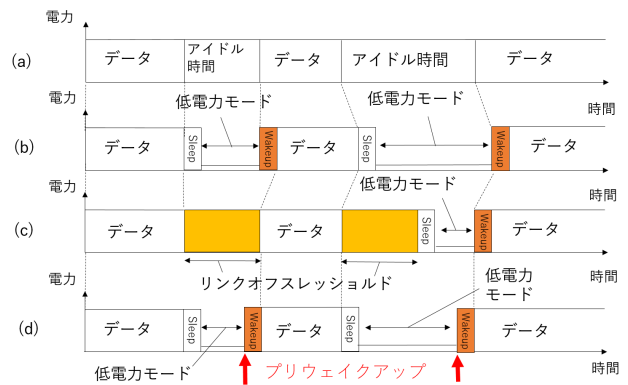 電力
(a)
データ
アイドル
時間
データ
アイドル時間
データ
時間
電力
低電力モード
低電力モード
(b)
データ
Sleep
Wakeup
データ
Sleep
Wakeup
データ
時間
電力
低電力モード
(c)
データ
データ
Sleep
Wakeup
データ
時間
リンクオフスレッショルド
電力
低電力
モード
(d)
データ
Sleep
Wakeup
データ
Sleep
Wakeup
データ
時間
低電力モード
プリウェイクアップ